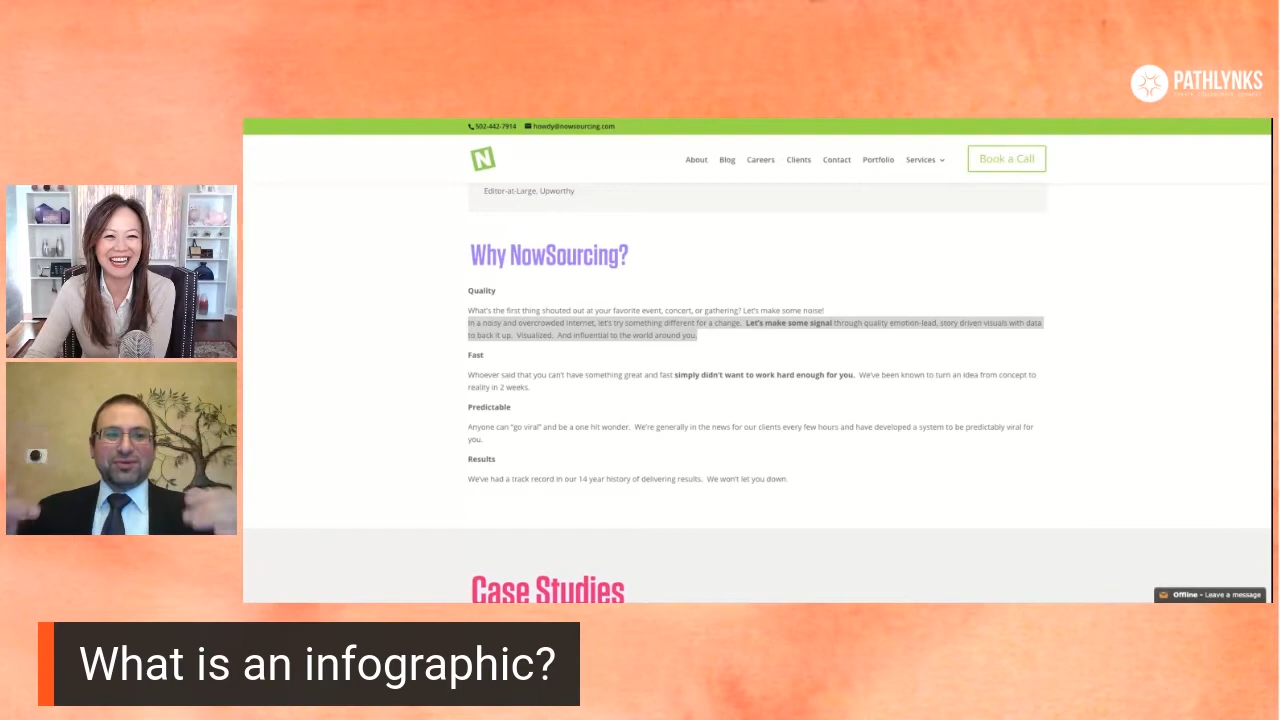 PATHLYNKS
502-442-7914 howdy@nowsourcing.com
N
About Blog Careers Clients Contact Portfolio Services Book a Call
Editor-at-Large, Upworthy
Why NowSourcing?
Quality
What's the first thing shouted out at your favorite event, concert, or gathering? Let's make some noise!
In a noisy and overcrowded Internet, let's try something different for a change. Let's make some signal through quality emotion-lead, story driven visuals with data
to back it up. Visualized. And influential to the world around you.
Fast
Whoever said that you can't have something great and fast simply didn't want to work hard enough for you. We've been known to turn an idea from concept to
reality in 2 weeks.
Predictable
Anyone can "go viral" and be a one hit wonder. We're generally in the news for our clients every few hours and have developed a system to be predictably viral for
you.
Results
We've had a track record in our 14 year history of delivering results. We won't let you down.
Case Studies
Offline - Leave a message
What is an infographic?